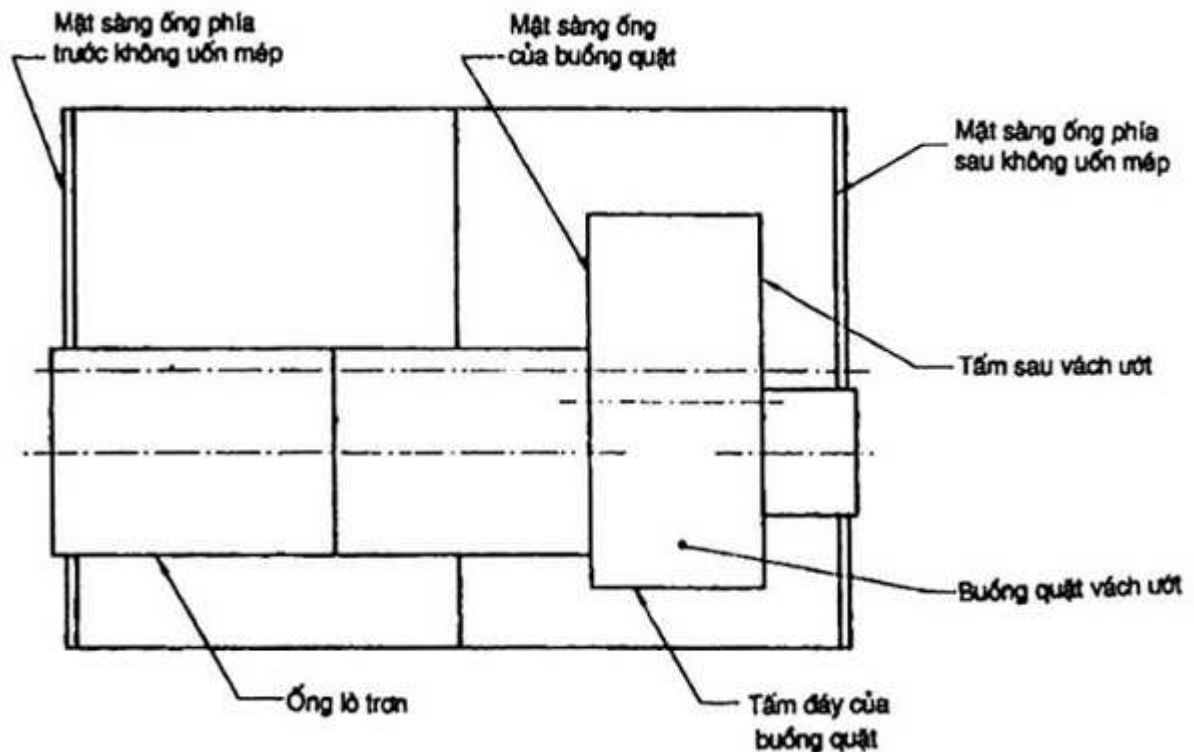 Mặt sàng ống phía
trước không uốn mép
Mặt sàng ống
của buồng quặt
Mặt sàng ống phía
sau không uốn mép
Tấm sau vách ướt
Buồng quặt vách ướt
Ống lò trơn
Tấm đáy của
buồng quặt